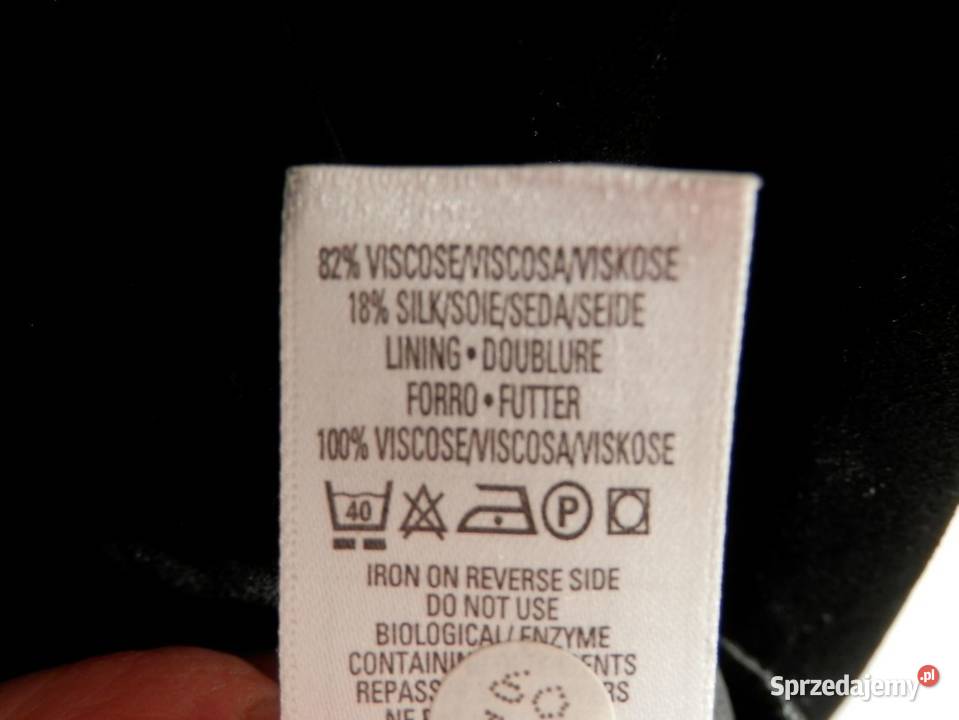 82% VISCOSE/VISCOSA/VISKOSE
18% SILK/SOIE/SEDA/SEIDE
LINING • DOUBLURE
FORRO • FUTTER
100% VISCOSE/VISCOSA/VISKOSE
40 P
IRON ON REVERSE SIDE
DO NOT USE
BIOLOGICAL/ ENZYME
Sprzedajemy.pl